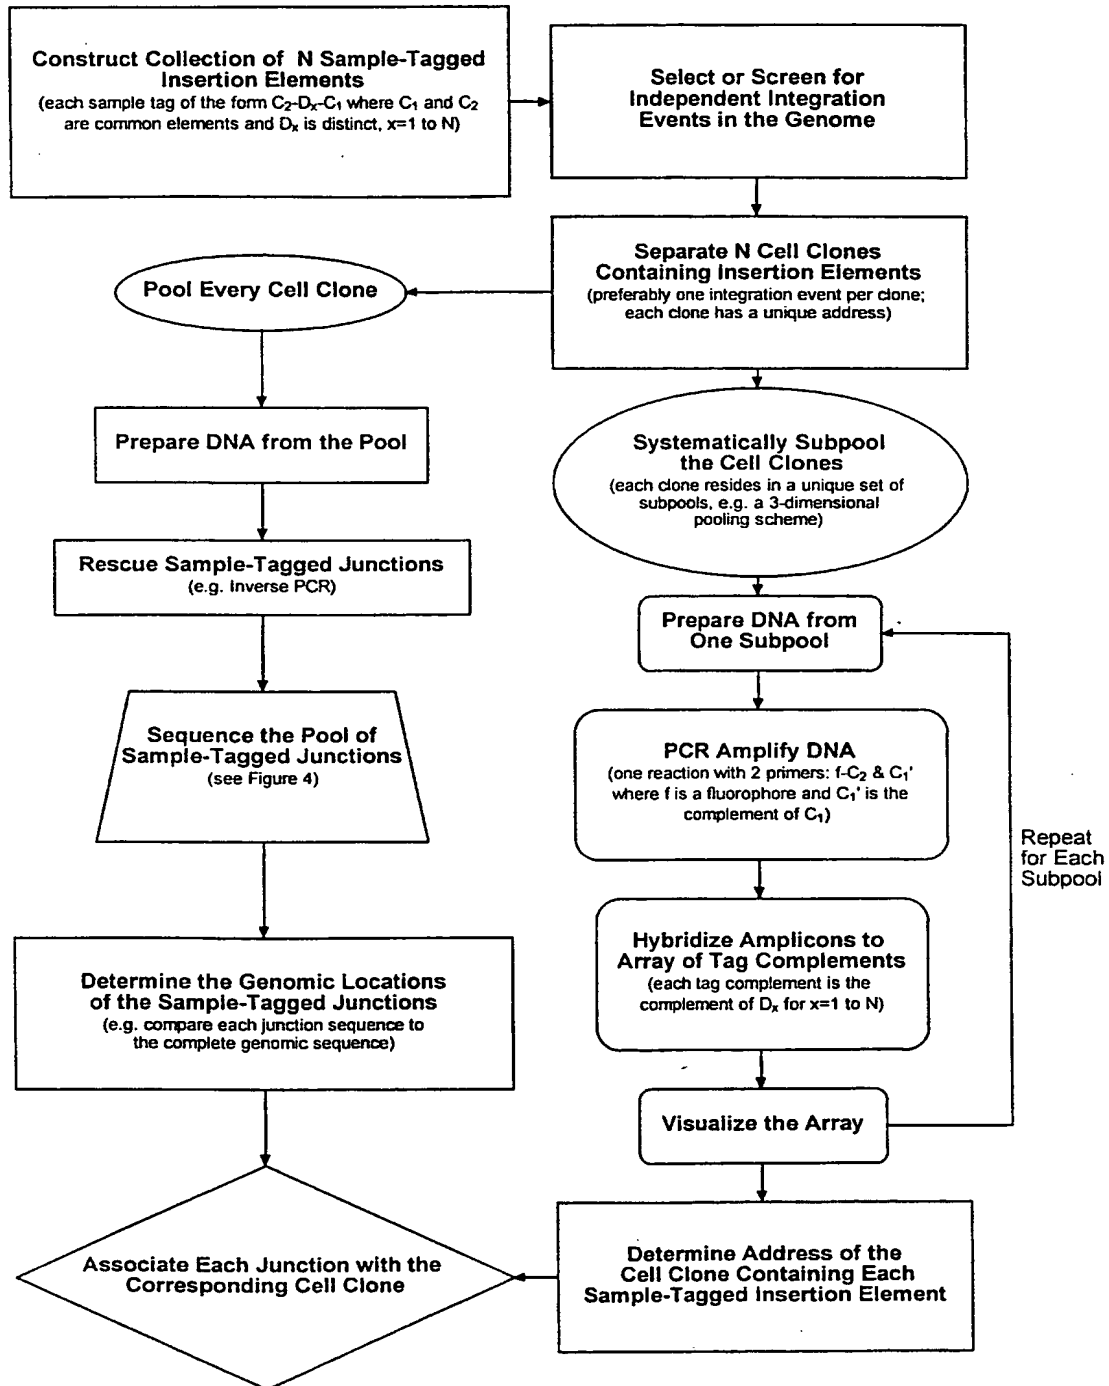 Construct Collection of N Sample-Tagged
Insertion Elements
(each sample tag of the form C₂-Dₓ-C₁ where C₁ and C₂
are common elements and Dₓ is distinct, x=1 to N)
Select or Screen for
Independent Integration
Events in the Genome
Separate N Cell Clones
Containing Insertion Elements
(preferably one integration event per clone;
each clone has a unique address)
Pool Every Cell Clone
Prepare DNA from the Pool
Systematically Subpool
the Cell Clones
(each clone resides in a unique set of
subpools, e.g. a 3-dimensional
pooling scheme)
Rescue Sample-Tagged Junctions
(e.g. Inverse PCR)
Prepare DNA from
One Subpool
Sequence the Pool of
Sample-Tagged Junctions
(see Figure 4)
PCR Amplify DNA
(one reaction with 2 primers: f-C₂ & C₁'
where f is a fluorophore and C₁' is the
complement of C₁)
Repeat
for Each
Subpool
Hybridize Amplicons to
Array of Tag Complements
(each tag complement is the
complement of Dₓ for x=1 to N)
Determine the Genomic Locations
of the Sample-Tagged Junctions
(e.g. compare each junction sequence to
the complete genomic sequence)
Visualize the Array
Determine Address of the
Cell Clone Containing Each
Sample-Tagged Insertion Element
Associate Each Junction with the
Corresponding Cell Clone